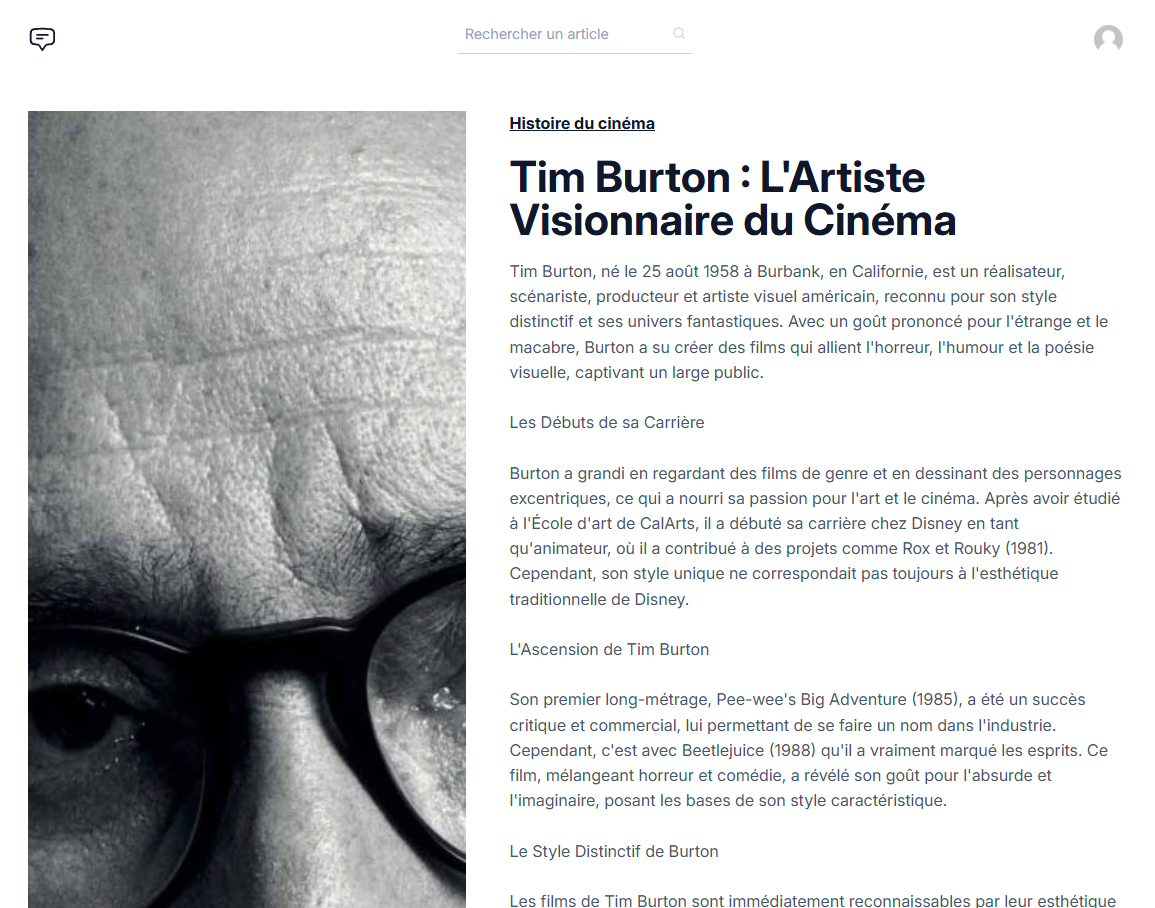 Rechercher un article
Histoire du cinéma
Tim Burton : L'Artiste
Visionnaire du Cinéma
Tim Burton, né le 25 août 1958 à Burbank, en Californie, est un réalisateur,
scénariste, producteur et artiste visuel américain, reconnu pour son style
distinctif et ses univers fantastiques. Avec un goût prononcé pour l'étrange et le
macabre, Burton a su créer des films qui allient l'horreur, l'humour et la poésie
visuelle, captivant un large public.
Les Débuts de sa Carrière
Burton a grandi en regardant des films de genre et en dessinant des personnages
excentriques, ce qui a nourri sa passion pour l'art et le cinéma. Après avoir étudié
à l'École d'art de CalArts, il a débuté sa carrière chez Disney en tant
qu'animateur, où il a contribué à des projets comme Rox et Rouky (1981).
Cependant, son style unique ne correspondait pas toujours à l'esthétique
traditionnelle de Disney.
L'Ascension de Tim Burton
Son premier long-métrage, Pee-wee's Big Adventure (1985), a été un succès
critique et commercial, lui permettant de se faire un nom dans l'industrie.
Cependant, c'est avec Beetlejuice (1988) qu'il a vraiment marqué les esprits. Ce
film, mélangeant horreur et comédie, a révélé son goût pour l'absurde et
l'imaginaire, posant les bases de son style caractéristique.
Le Style Distinctif de Burton
Les films de Tim Burton sont immédiatement reconnaissables par leur esthétique